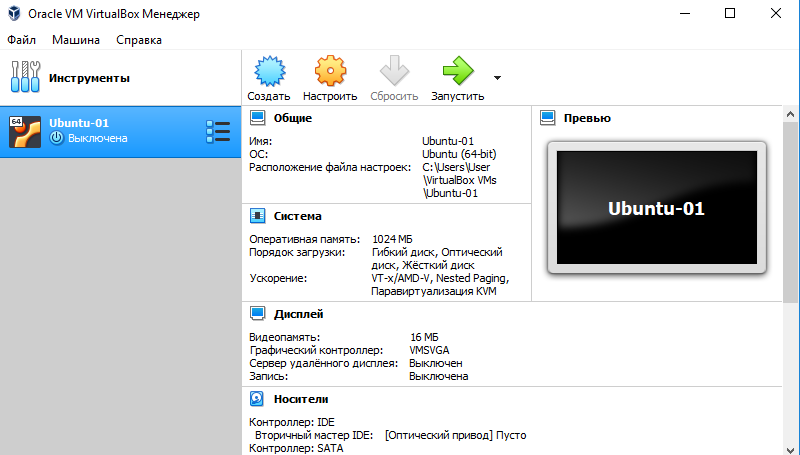 Oracle VM VirtualBox Менеджер
Файл Машина Справка
Инструменты
Создать Настроить Сбросить Запустить
64
Ubuntu-01
Выключена
Общие
Имя: Ubuntu-01
ОС: Ubuntu (64-bit)
Расположение файла настроек: C:\Users\User
\VirtualBox VMs
\Ubuntu-01
Превью
Ubuntu-01
Система
Оперативная память: 1024 МБ
Порядок загрузки: Гибкий диск, Оптический
диск, Жёсткий диск
Ускорение: VT-x/AMD-V, Nested Paging,
Паравиртуализация KVM
Дисплей
Видеопамять: 16 МБ
Графический контроллер: VMSVGA
Сервер удалённого дисплея: Выключен
Запись: Выключена
Носители
Контроллер: IDE
Вторичный мастер IDE: [Оптический привод] Пусто
Контроллер: SATA